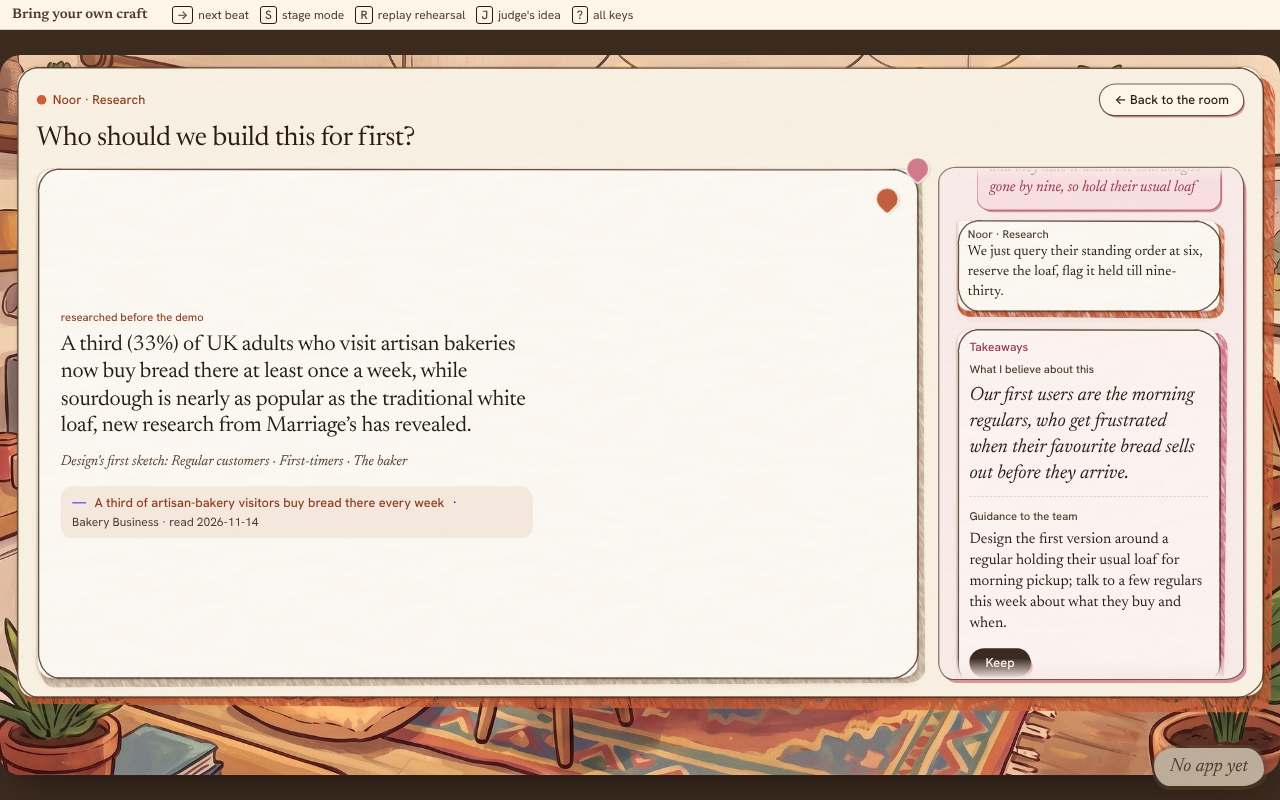 Bring your own craft → next beat S stage mode R replay rehearsal J judge's idea ? all keys
Noor · Research
← Back to the room
Who should we build this for first?
researched before the demo
A third (33%) of UK adults who visit artisan bakeries
now buy bread there at least once a week, while
sourdough is nearly as popular as the traditional white
loaf, new research from Marriage’s has revealed.
Design's first sketch: Regular customers · First-timers · The baker
— A third of artisan-bakery visitors buy bread there every week ·
Bakery Business · read 2026-11-14
gone by nine, so hold their usual loaf
Noor · Research
We just query their standing order at six,
reserve the loaf, flag it held till nine-
thirty.
Takeaways
What I believe about this
Our first users are the morning
regulars, who get frustrated
when their favourite bread sells
out before they arrive.
Guidance to the team
Design the first version around a
regular holding their usual loaf for
morning pickup; talk to a few regulars
this week about what they buy and
when.
Keep
No app yet